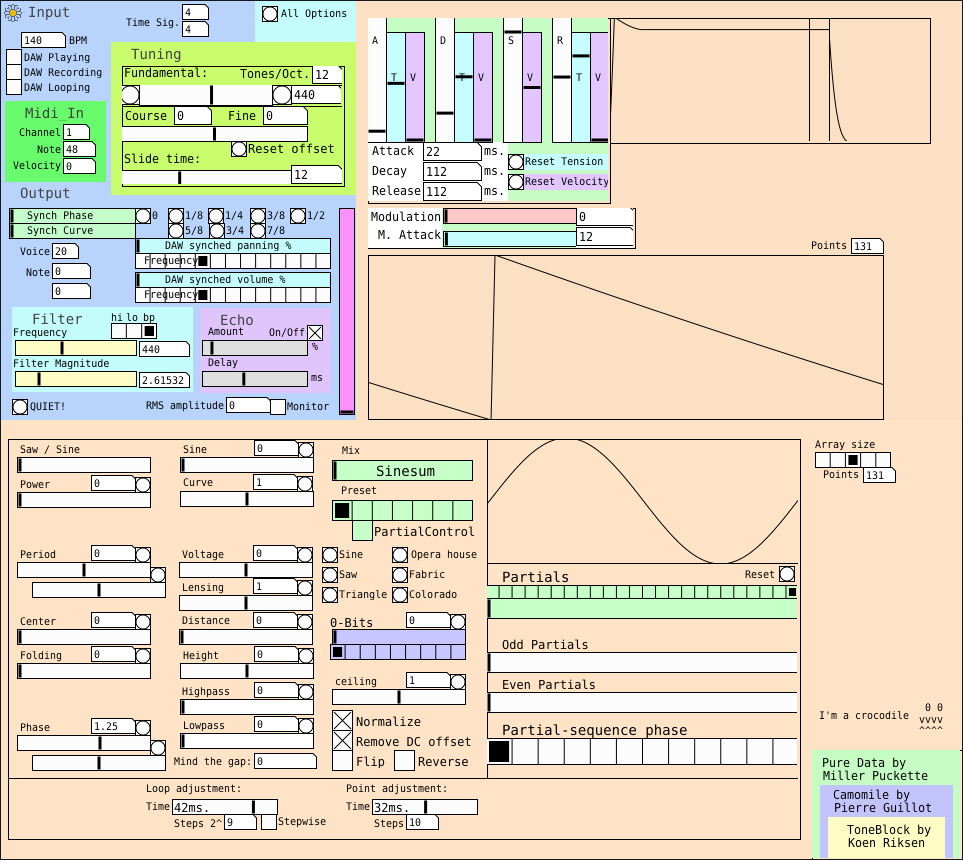 Input
Time Sig. 4
4
All Options
140 BPM
DAW Playing
DAW Recording
DAW Looping
Tuning
Fundamental: Tones/Oct. 12
440
Course 0 Fine 0
Reset offset
Slide time:
12
Midi In
Channel 1
Note 48
Velocity 0
Output
Synch Phase 0 1/8 1/4 3/8 1/2
Synch Curve 5/8 3/4 7/8
Voice 20
Note 0
0
DAW synched panning %
Frequency
DAW synched volume %
Frequency
Filter
hi lo bp
Frequency
440
Filter Magnitude
2.61532
Echo
Amount On/Off
%
Delay
ms
QUIET!
RMS amplitude 0 Monitor
A T V D T V S V R T V
Attack 22 ms.
Decay 112 ms.
Release 112 ms.
Reset Tension
Reset Velocity
Modulation 0
M. Attack 12
Points 131
Saw / Sine
Power 0
Period 0
Center 0
Folding 0
Phase 1.25
Sine 0
Curve 1
Voltage 0
Lensing 1
Distance 0
Height 0
Highpass 0
Lowpass 0
Mind the gap: 0
Mix
Sinesum
Preset
PartialControl
Sine Opera house
Saw Fabric
Triangle Colorado
0-Bits 0
ceiling 1
Normalize
Remove DC offset
Flip Reverse
Partials Reset
Odd Partials
Even Partials
Partial-sequence phase
Loop adjustment:
Time 42ms.
Steps 2^ 9 Stepwise
Point adjustment:
Time 32ms.
Steps 10
Array size
Points 131
0 0
I'm a crocodile vvvv
^^^^
Pure Data by
Miller Puckette
Camomile by
Pierre Guillot
ToneBlock by
Koen Riksen